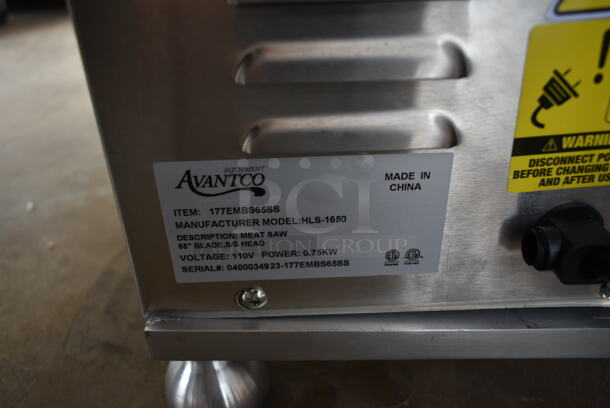 EQUIPMENT
AVANTCO
MADE IN
CHINA
ITEM: 177EMBS65SS
MANUFACTURER MODEL:HLS-1650
DESCRIPTION: MEAT SAW
65" BLADE,S/S HEAD
VOLTAGE: 110V POWER: 0.75KW
SERIAL#: 0400034923-177EMBS65SS
WARNIN
DISCONNECT PO
BEFORE CHANGING
AND AFTER US